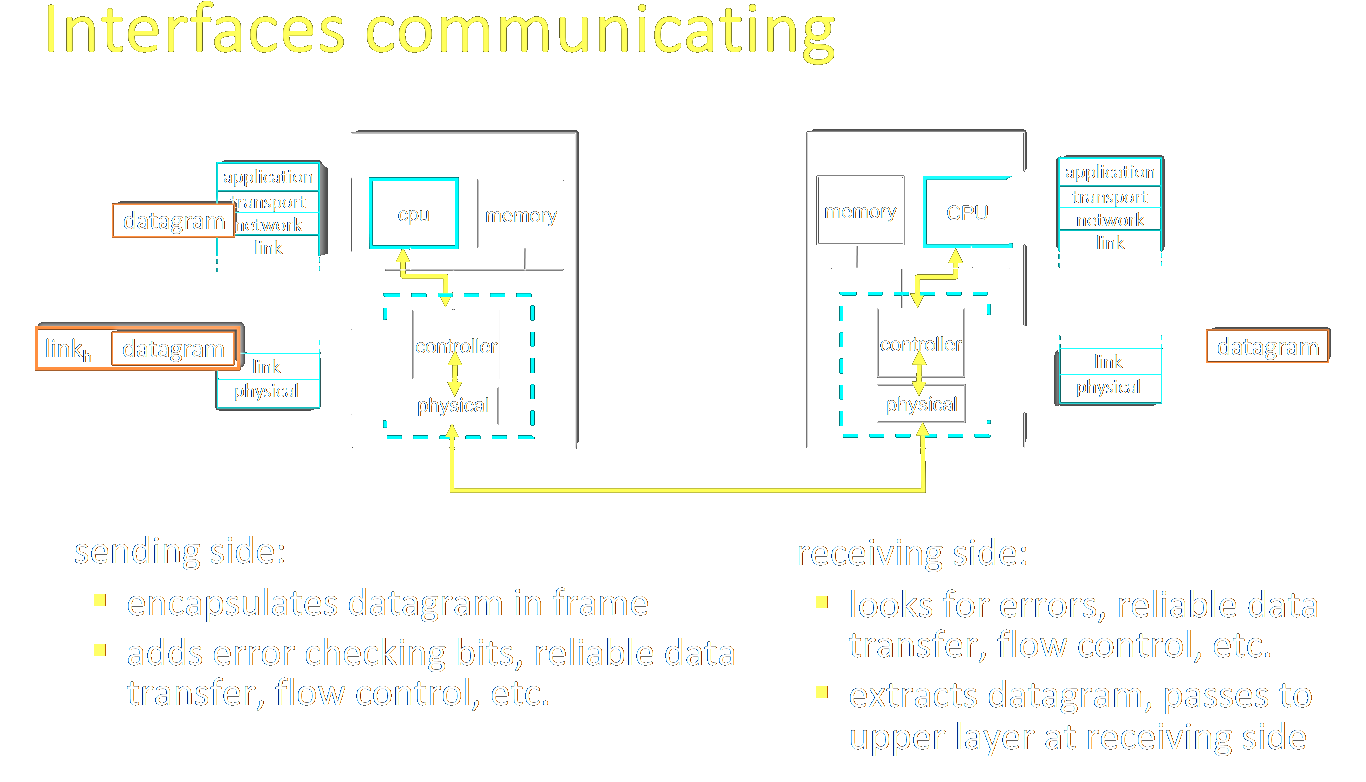 Interfaces communicating
application
transport
network
link
datagram
cpu
memory
memory
CPU
application
transport
network
link
link
physical
linkh
datagram
controller
physical
controller
physical
link
physical
datagram
sending side:
encapsulates datagram in frame
adds error checking bits, reliable data
transfer, flow control, etc.
receiving side:
looks for errors, reliable data
transfer, flow control, etc.
extracts datagram, passes to
upper layer at receiving side